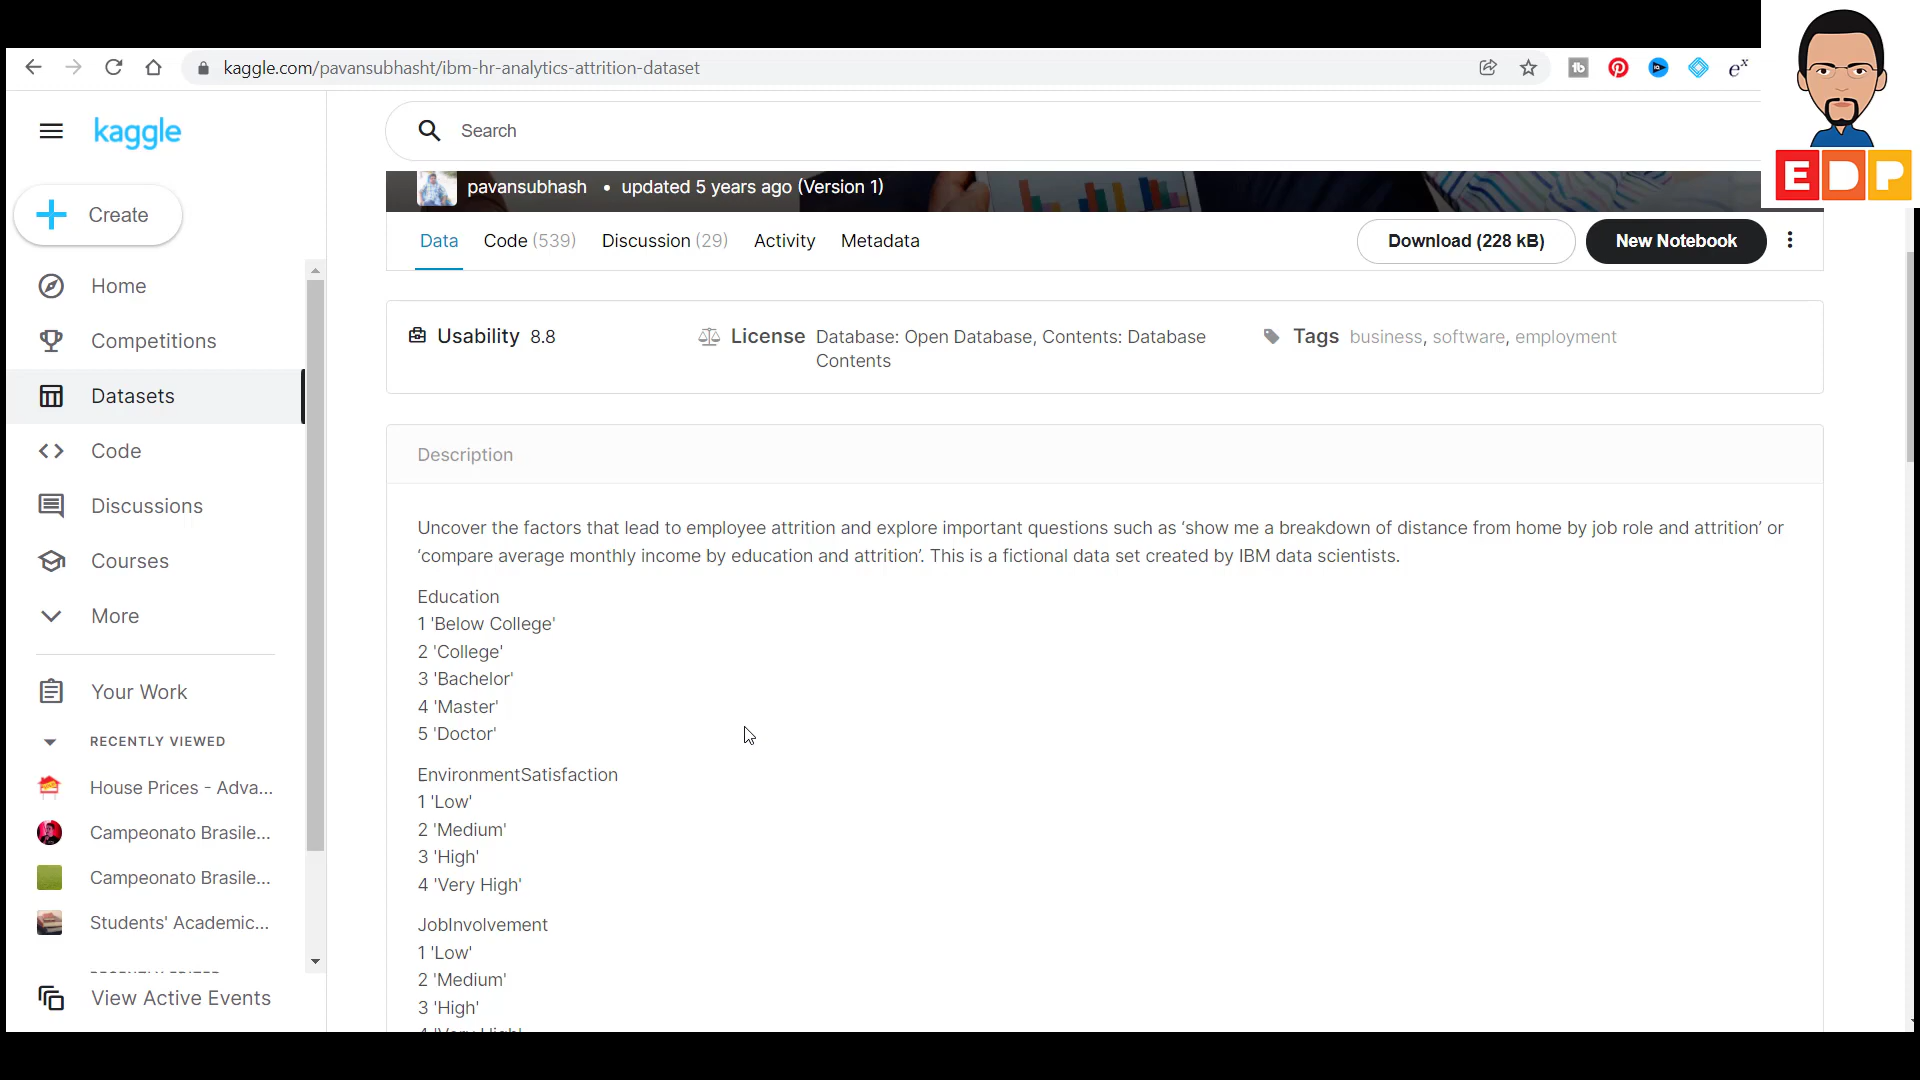 kaggle.com/pavansubhasht/ibm-hr-analytics-attrition-dataset
kaggle
Search
EDP
pavansubhash • updated 5 years ago (Version 1)
Create
Data Code (539) Discussion (29) Activity Metadata Download (228 kB) New Notebook
Home
Competitions
Datasets
Code
Discussions
Courses
More
Your Work
RECENTLY VIEWED
House Prices - Adva...
Campeonato Brasile...
Campeonato Brasile...
Students' Academic...
View Active Events
Usability 8.8
License Database: Open Database, Contents: Database
Contents
Tags business, software, employment
Description
Uncover the factors that lead to employee attrition and explore important questions such as ‘show me a breakdown of distance from home by job role and attrition’ or
‘compare average monthly income by education and attrition’. This is a fictional data set created by IBM data scientists.
Education
1 'Below College'
2 'College'
3 'Bachelor'
4 'Master'
5 'Doctor'
EnvironmentSatisfaction
1 'Low'
2 'Medium'
3 'High'
4 'Very High'
JobInvolvement
1 'Low'
2 'Medium'
3 'High'
4 'Very High'